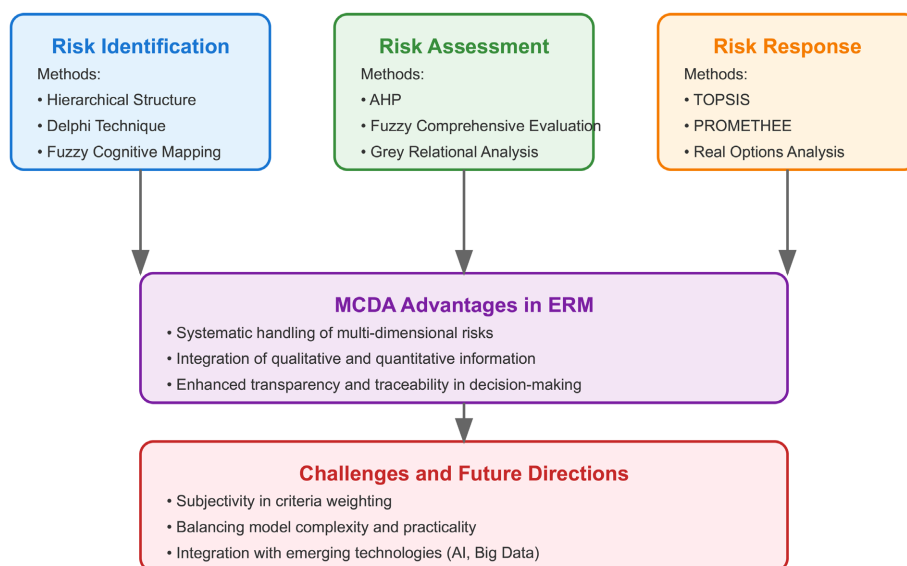 Risk Identification
Methods:
• Hierarchical Structure
• Delphi Technique
• Fuzzy Cognitive Mapping
Risk Assessment
Methods:
• AHP
• Fuzzy Comprehensive Evaluation
• Grey Relational Analysis
Risk Response
Methods:
• TOPSIS
• PROMETHEE
• Real Options Analysis
MCDA Advantages in ERM
• Systematic handling of multi-dimensional risks
• Integration of qualitative and quantitative information
• Enhanced transparency and traceability in decision-making
Challenges and Future Directions
• Subjectivity in criteria weighting
• Balancing model complexity and practicality
• Integration with emerging technologies (AI, Big Data)